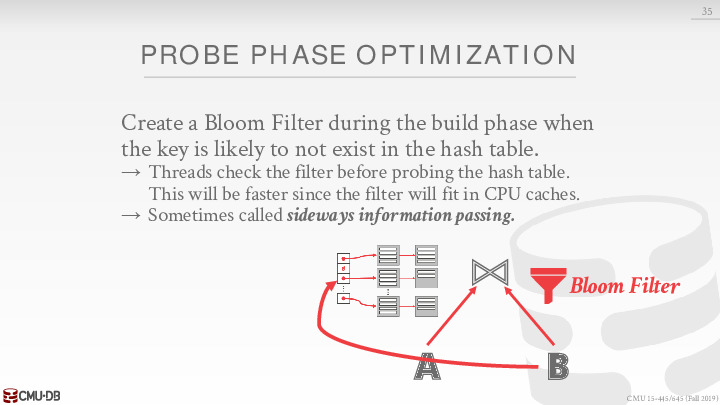 35
PROBE PHASE OPTIMIZATION
Create a Bloom Filter during the build phase when
the key is likely to not exist in the hash table.
→ Threads check the filter before probing the hash table.
This will be faster since the filter will fit in CPU caches.
→ Sometimes called sideways information passing.
Bloom Filter
A
B
CMU·DB
CMU 15-445/645 (Fall 2019)